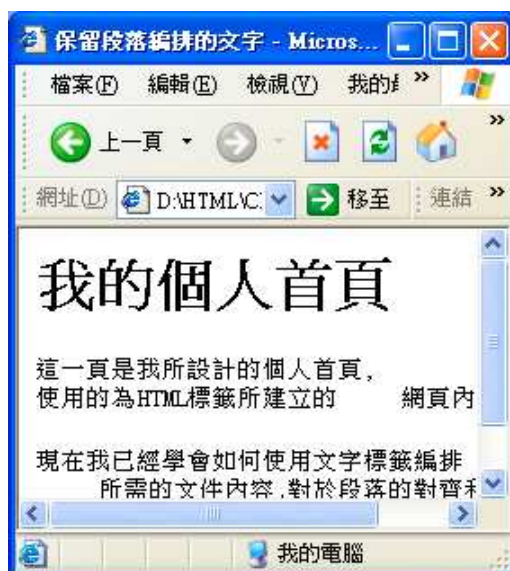 保留段落編排的文字 - Micros...
檔案(F) 編輯(E) 檢視(V) 我的 »
上一頁 »
網址(D) D:\HTML\C: 移至 連結 »
我的個人首頁
這一頁是我所設計的個人首頁,
使用的為HTML標籤所建立的 網頁內
現在我已經學會如何使用文字標籤編排
所需的文件內容,對於段落的對齊
我的電腦